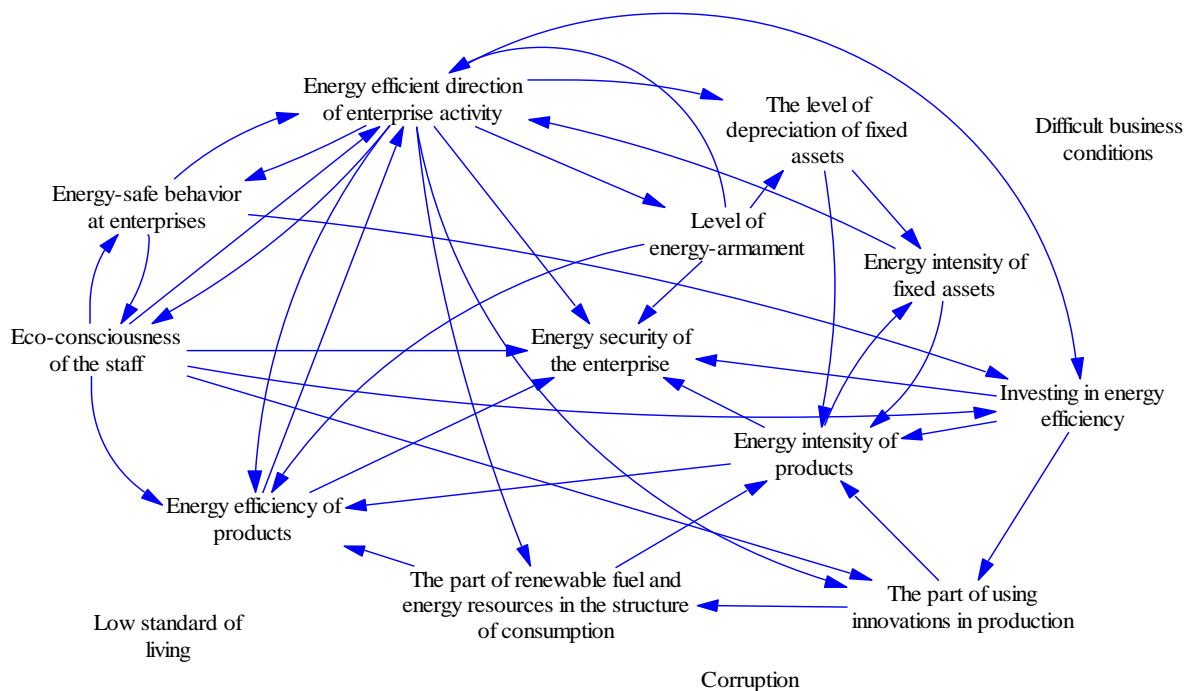 Energy efficient direction
of enterprise activity
The level of
depreciation of fixed
assets
Difficult business
conditions
Energy-safe behavior
at enterprises
Level of
energy-armament
Energy intensity of
fixed assets
Eco-consciousness
of the staff
Energy security of
the enterprise
Investing in energy
efficiency
Energy intensity of
products
Energy efficiency of
products
The part of renewable fuel and
energy resources in the structure
of consumption
The part of using
innovations in production
Low standard of
living
Corruption